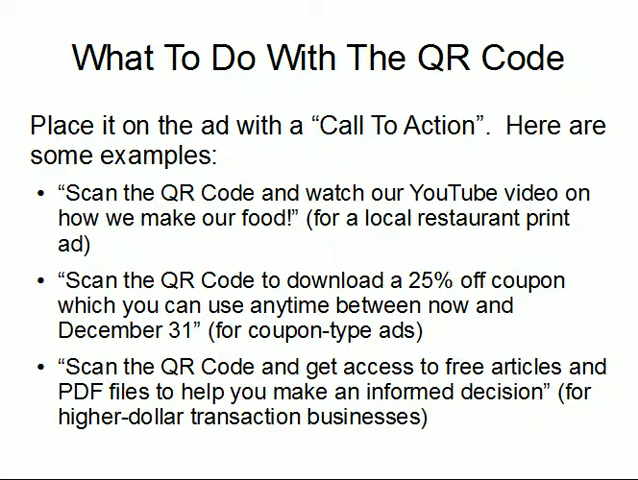 What To Do With The QR Code
Place it on the ad with a “Call To Action”.  Here are
some examples:
• “Scan the QR Code and watch our YouTube video on
how we make our food!” (for a local restaurant print
ad)
• “Scan the QR Code to download a 25% off coupon
which you can use anytime between now and
December 31” (for coupon-type ads)
• “Scan the QR Code and get access to free articles and
PDF files to help you make an informed decision” (for
higher-dollar transaction businesses)